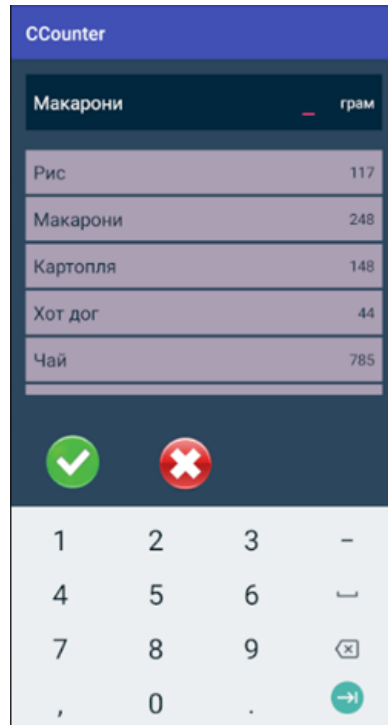 CCounter
Макарони _ грам
Рис 117
Макарони 248
Картопля 148
Хот дог 44
Чай 785
1 2 3 -
4 5 6
7 8 9
, 0 .